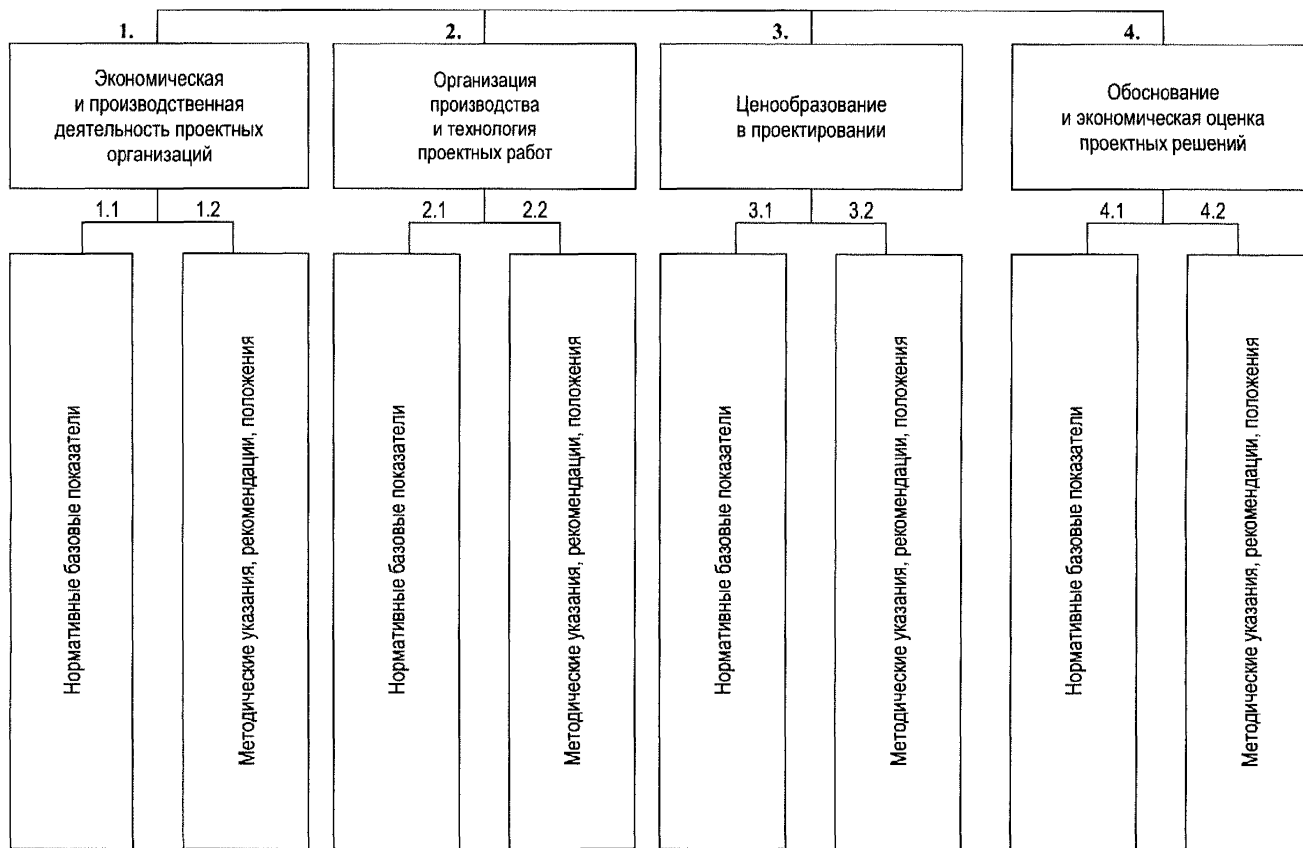 1.
Экономическая
и производственная
деятельность проектных
организаций
2.
Организация
производства
и технология
проектных работ
3.
Ценообразование
в проектировании
4.
Обоснование
и экономическая оценка
проектных решений
1.1
1.2
2.1
2.2
3.1
3.2
4.1
4.2
Нормативные базовые показатели
Методические указания, рекомендации, положения
Нормативные базовые показатели
Методические указания, рекомендации, положения
Нормативные базовые показатели
Методические указания, рекомендации, положения
Нормативные базовые показатели
Методические указания, рекомендации, положения